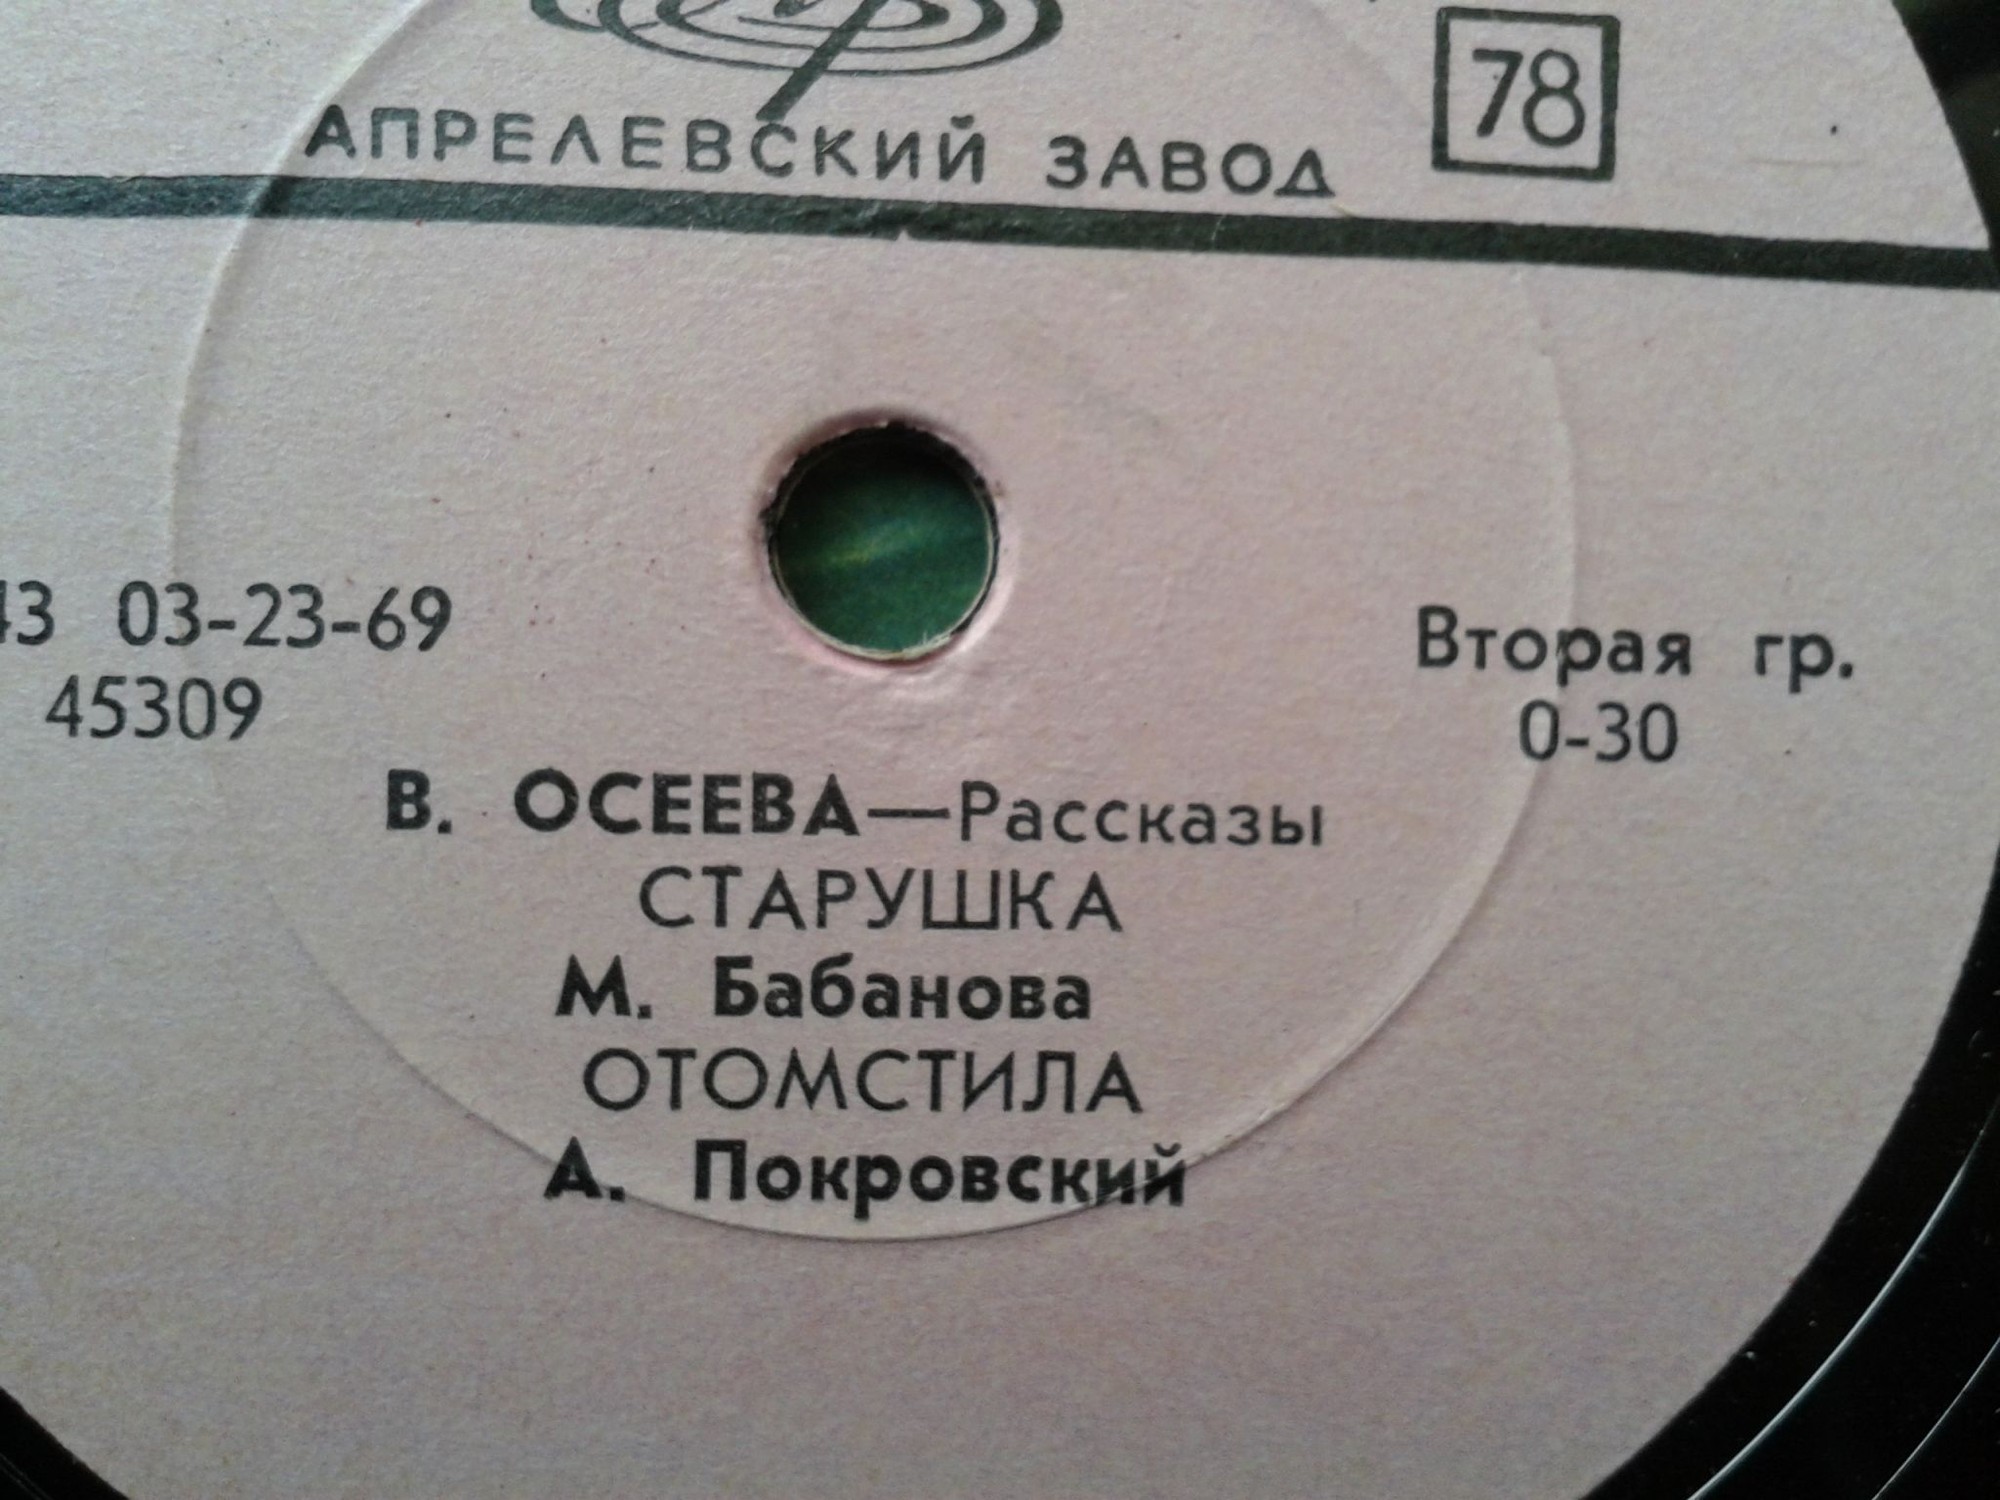 78
АПРЕЛЕВСКИЙ ЗАВОД
03-23-69
Вторая гр.
45309
0-30
В. ОСЕЕВА—Рассказы
СТАРУШКА
М. Бабанова
ОТОМСТИЛА
А. Покровский